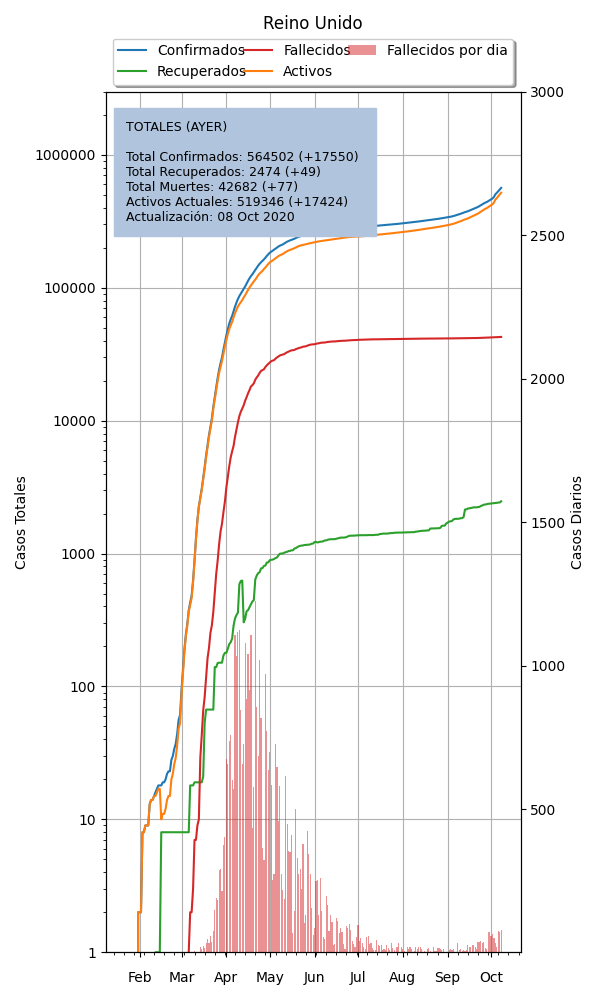 Reino Unido
Confirmados
Fallecidos
Fallecidos por dia
Recuperados
Activos
TOTALES (AYER)
Total Confirmados: 564502 (+17550)
Total Recuperados: 2474 (+49)
Total Muertes: 42682 (+77)
Activos Actuales: 519346 (+17424)
Actualización: 08 Oct 2020
Casos Totales
1000000
100000
10000
1000
100
10
1
3000
2500
2000
1500
1000
500
Casos Diarios
Feb Mar Apr May Jun Jul Aug Sep Oct